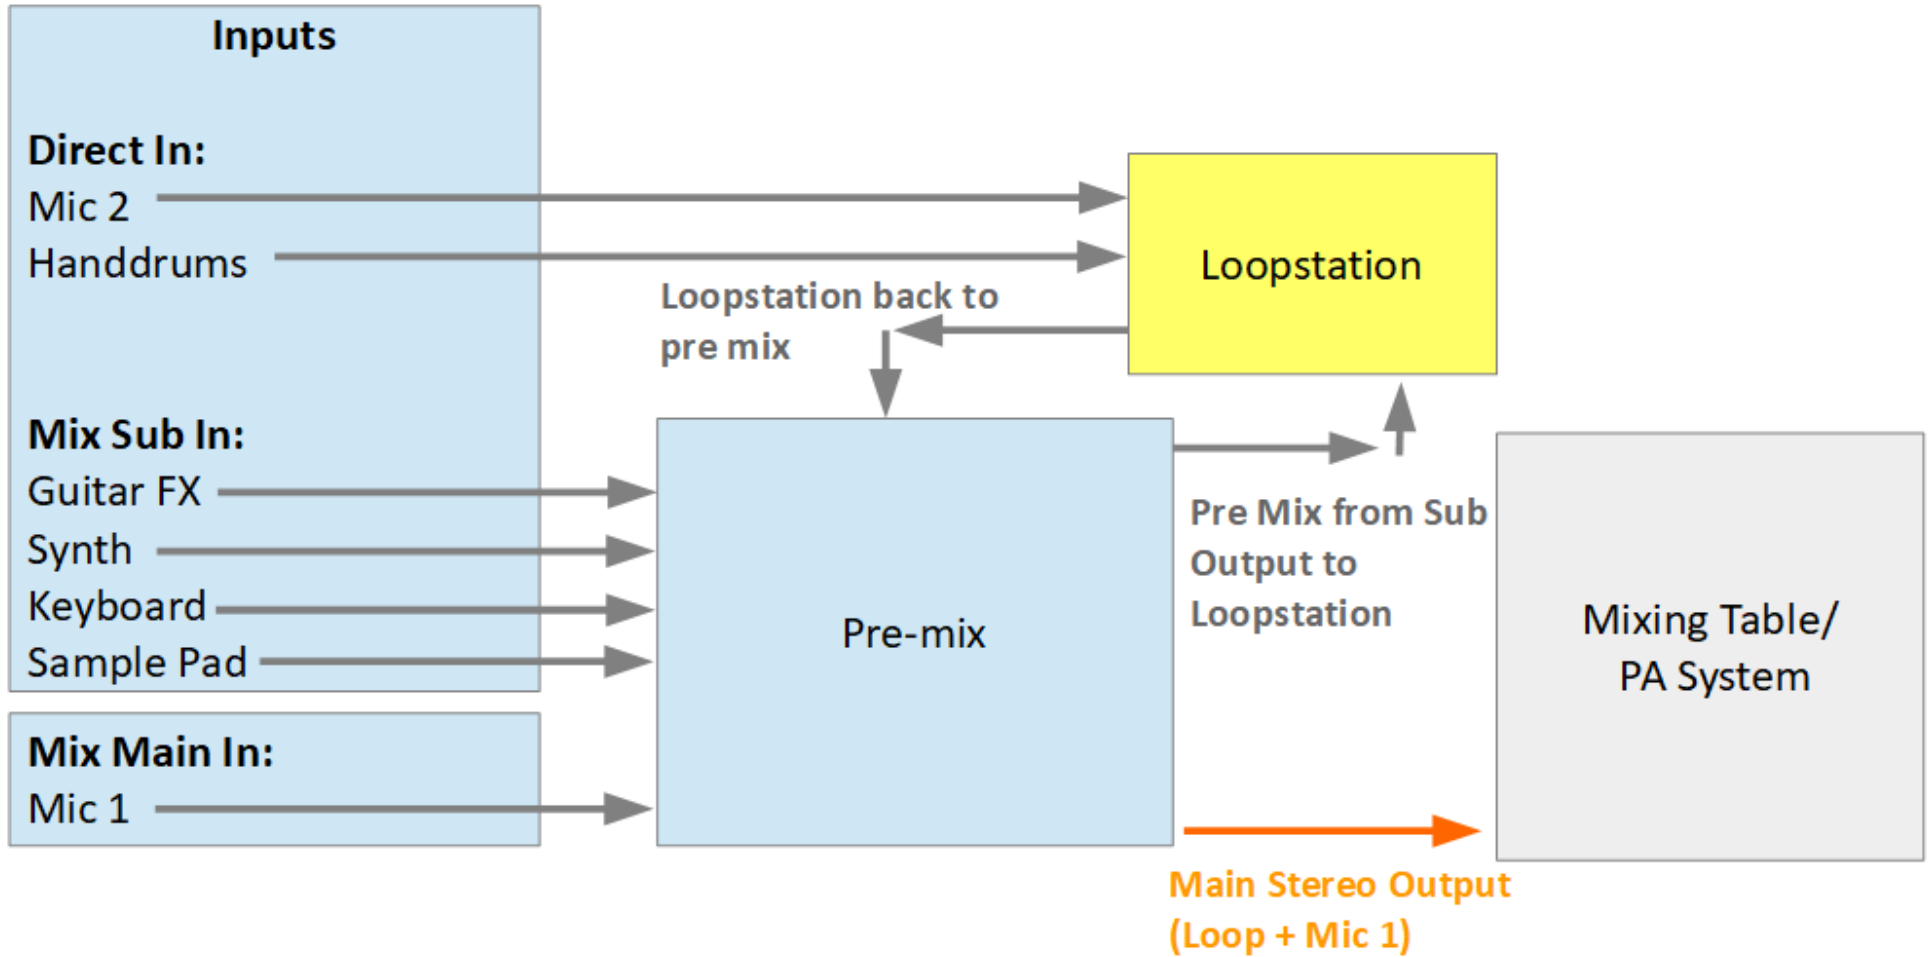 Inputs
Direct In:
Mic 2
Handdrums
Mix Sub In:
Guitar FX
Synth
Keyboard
Sample Pad
Mix Main In:
Mic 1
Loopstation back to
pre mix
Loopstation
Pre-mix
Pre Mix from Sub
Output to
Loopstation
Mixing Table/
PA System
Main Stereo Output
(Loop + Mic 1)